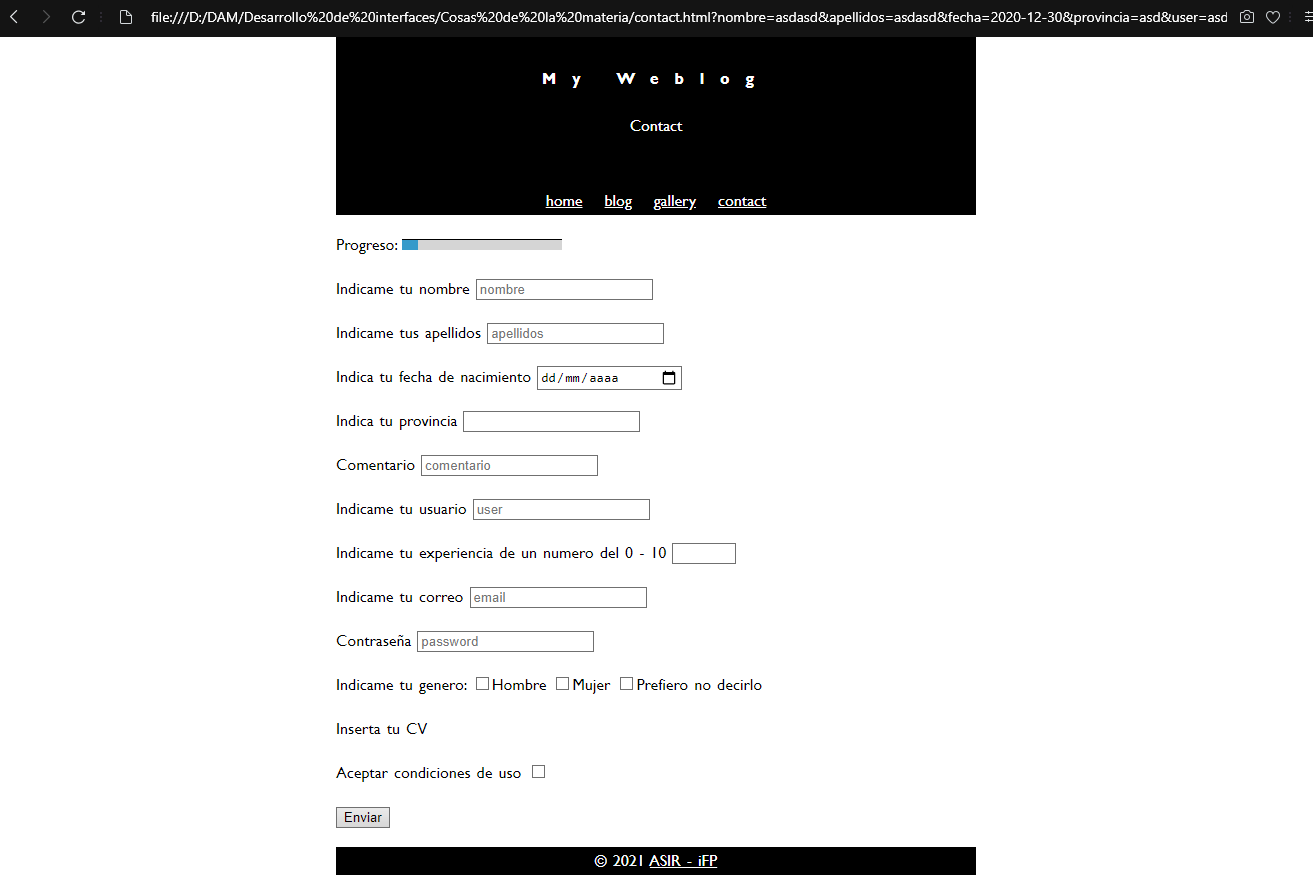 file:///D:/DAM/Desarrollo%20de%20interfaces/Cosas%20de%20la%20materia/contact.html?nombre=asdasd&apellidos=asdasd&fecha=2020-12-30&provincia=asd&user=asd
My Weblog
Contact
home blog gallery contact
Progreso:
Indicame tu nombre nombre
Indicame tus apellidos apellidos
Indica tu fecha de nacimiento dd/mm/aaaa
Indica tu provincia
Comentario comentario
Indicame tu usuario user
Indicame tu experiencia de un numero del 0 - 10
Indicame tu correo email
Contraseña password
Indicame tu genero: Hombre Mujer Prefiero no decirlo
Inserta tu CV
Aceptar condiciones de uso
Enviar
© 2021 ASIR - iFP